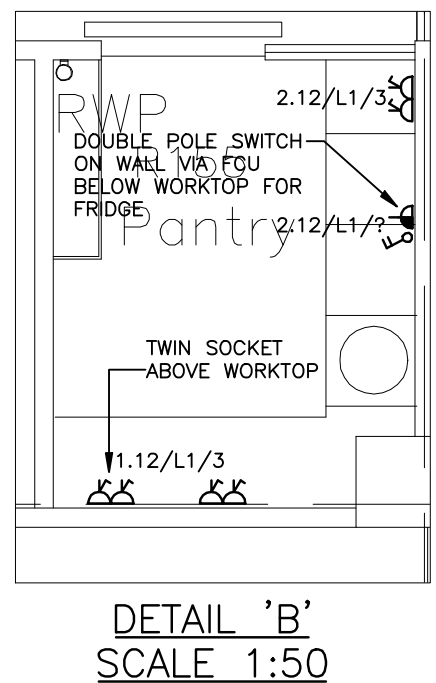 2.12/L1/3
RWP
DOUBLE POLE SWITCH
ON WALL VIA FCU
BELOW WORKTOP FOR
FRIDGE
R155
Pantry
2.12/L1/?
TWIN SOCKET
ABOVE WORKTOP
1.12/L1/3
DETAIL 'B'
SCALE 1:50